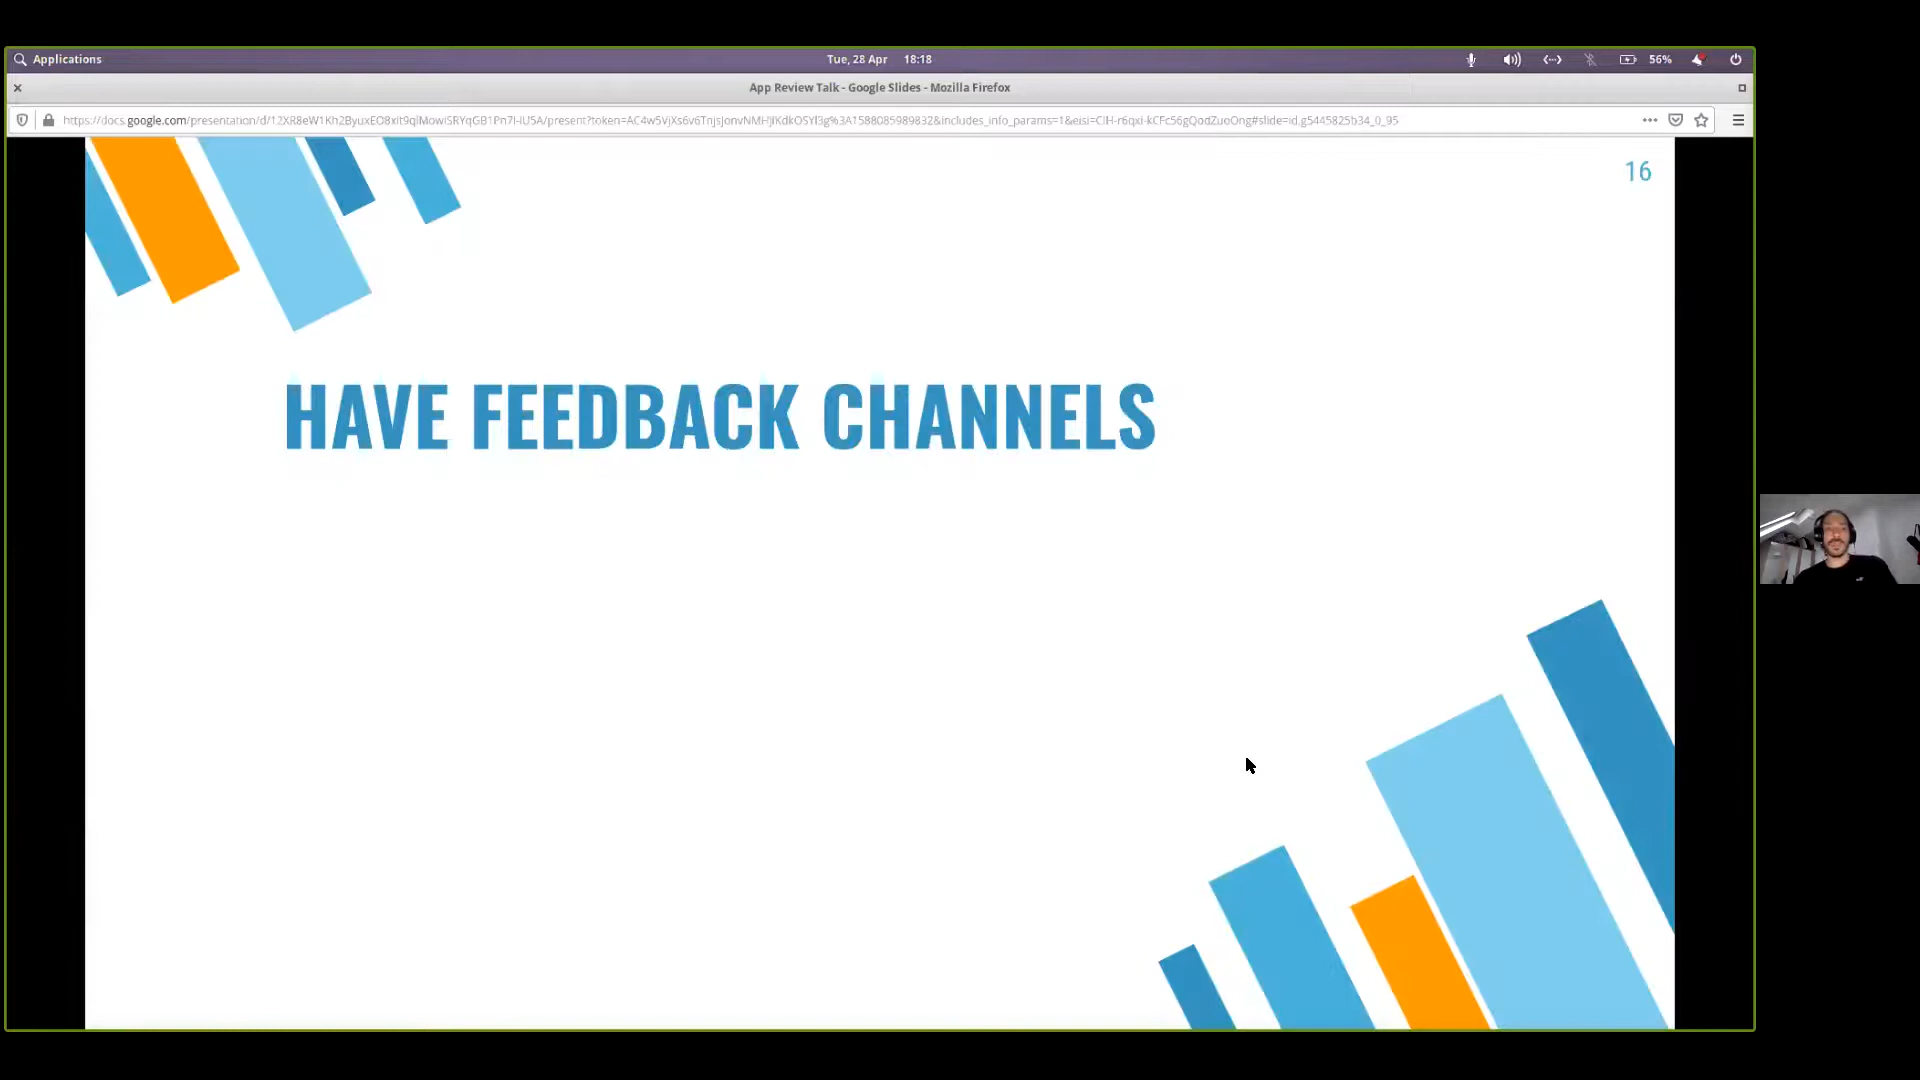 Applications
Tue, 28 Apr 18:18
56%
App Review Talk - Google Slides - Mozilla Firefox
16
HAVE FEEDBACK CHANNELS